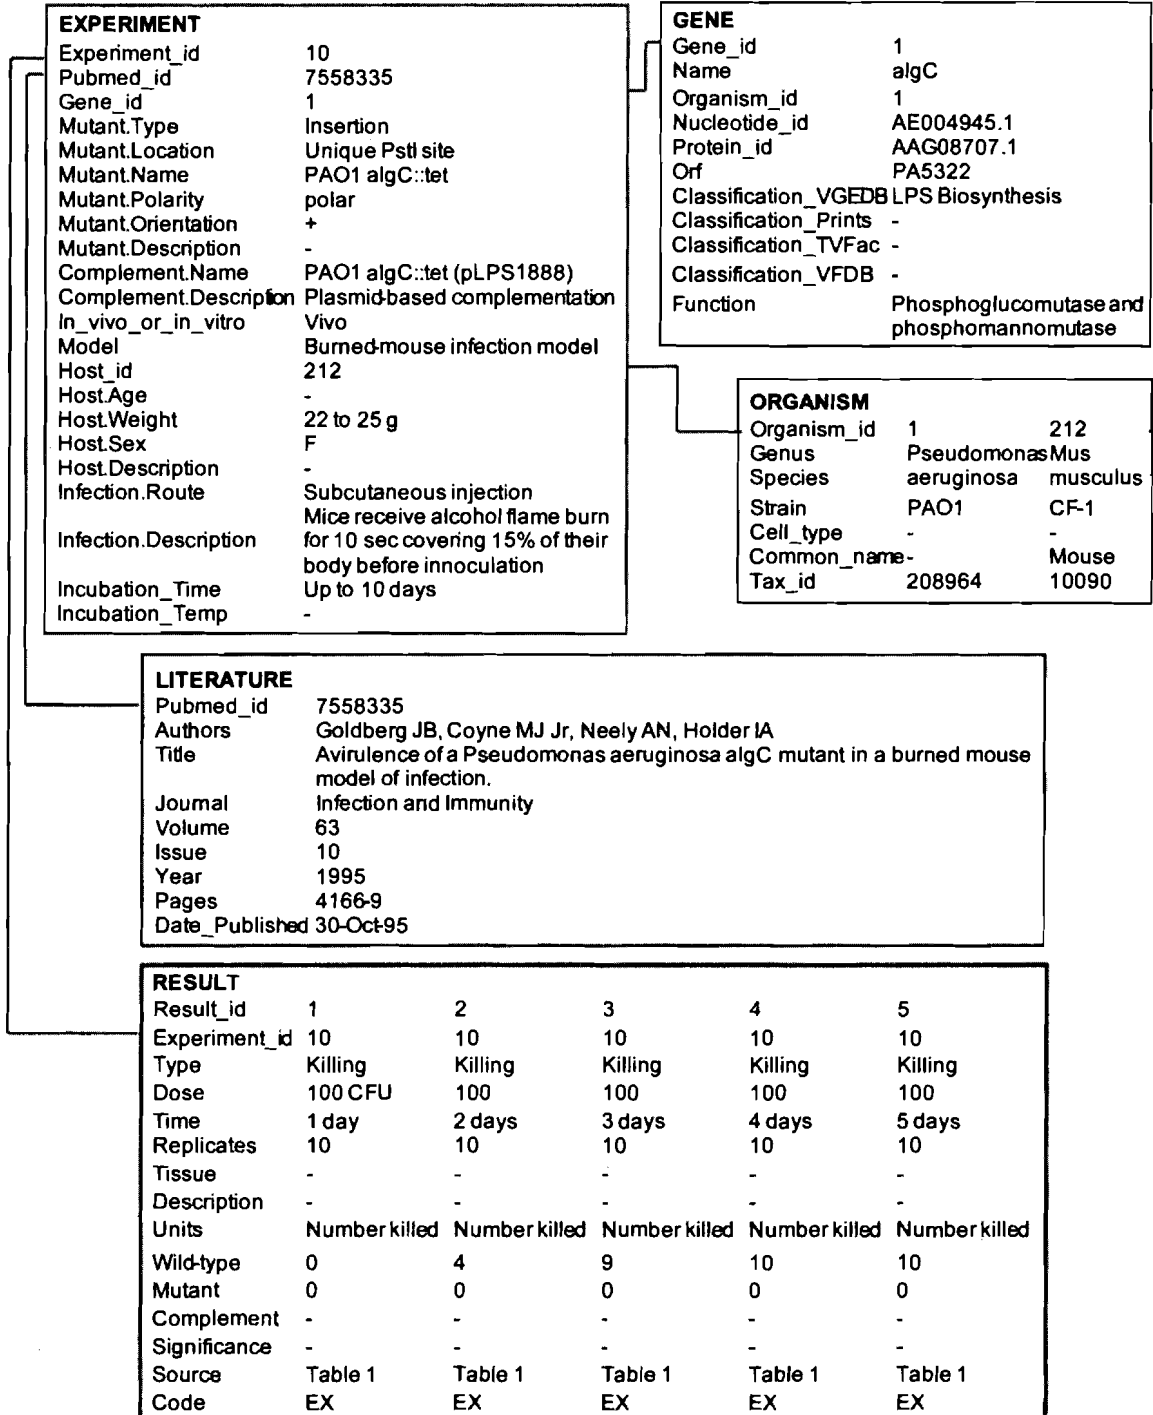 EXPERIMENT
Experiment_id 10
Pubmed_id 7558335
Gene_id 1
Mutant.Type Insertion
Mutant.Location Unique PstI site
Mutant.Name PAO1 algC::tet
Mutant.Polarity polar
Mutant.Orientation +
Mutant.Description -
Complement.Name PAO1 algC::tet (pLPS1888)
Complement.Description Plasmid-based complementation
In_vivo_or_in_vitro Vivo
Model Burned-mouse infection model
Host_id 212
Host.Age -
Host.Weight 22 to 25 g
Host.Sex F
Host.Description -
Infection.Route Subcutaneous injection
Mice receive alcohol flame burn
Infection.Description for 10 sec covering 15% of their
body before innoculation
Incubation_Time Up to 10 days
Incubation_Temp -
GENE
Gene_id 1
Name algC
Organism_id 1
Nucleotide_id AE004945.1
Protein_id AAG08707.1
Orf PA5322
Classification_VGEDB LPS Biosynthesis
Classification_Prints -
Classification_TVFac -
Classification_VFDB -
Function Phosphoglucomutase and
phosphomannomutase
ORGANISM
Organism_id 1 212
Genus Pseudomonas Mus
Species aeruginosa musculus
Strain PAO1 CF-1
Cell_type - -
Common_name - Mouse
Tax_id 208964 10090
LITERATURE
Pubmed_id 7558335
Authors Goldberg JB, Coyne MJ Jr, Neely AN, Holder IA
Title Avirulence of a Pseudomonas aeruginosa algC mutant in a burned mouse
model of infection.
Journal Infection and Immunity
Volume 63
Issue 10
Year 1995
Pages 4166-9
Date_Published 30-Oct-95
RESULT
Result_id 1 2 3 4 5
Experiment_id 10 10 10 10 10
Type Killing Killing Killing Killing Killing
Dose 100 CFU 100 100 100 100
Time 1 day 2 days 3 days 4 days 5 days
Replicates 10 10 10 10 10
Tissue - - - - -
Description - - - - -
Units Number killed Number killed Number killed Number killed Number killed
Wild-type 0 4 9 10 10
Mutant 0 0 0 0 0
Complement - - - - -
Significance - - - - -
Source Table 1 Table 1 Table 1 Table 1 Table 1
Code EX EX EX EX EX